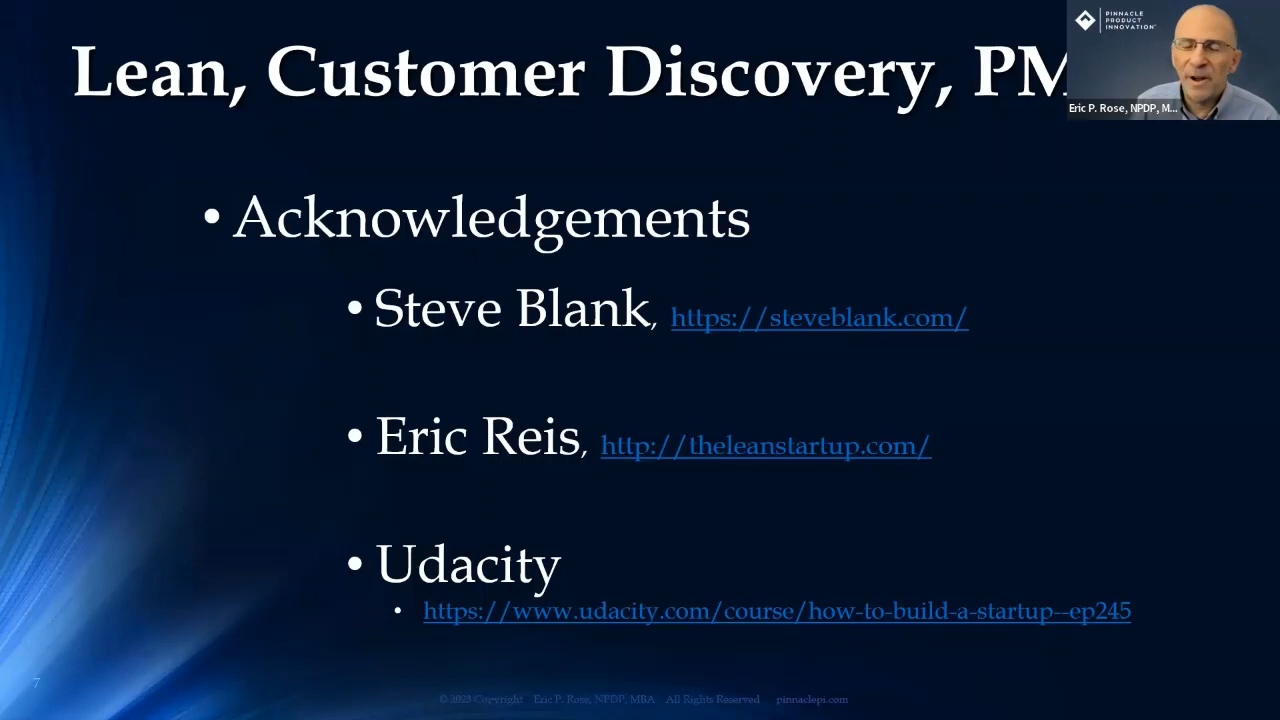 Lean, Customer Discovery, PM
PINNACLE
PRODUCT
INNOVATION
Eric P. Rose, NPDP, M...
• Acknowledgements
• Steve Blank, https://steveblank.com/
• Eric Reis, http://theleanstartup.com/
• Udacity
• https://www.udacity.com/course/how-to-build-a-startup--ep245
7
© 2023 Copyright Eric P. Rose, NPDP, MBA All Rights Reserved pinnaclepi.com